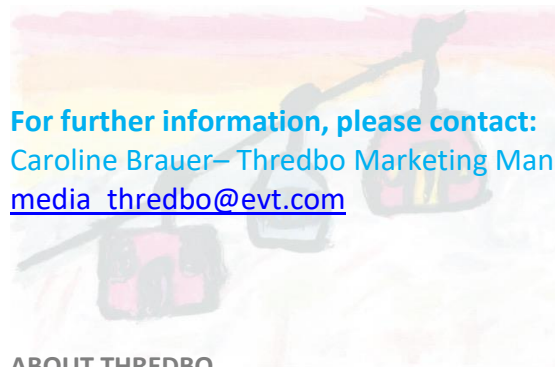 For further information, please contact:
Caroline Brauer– Thredbo Marketing Man
media_thredbo@evt.com
ABOUT THREDBO